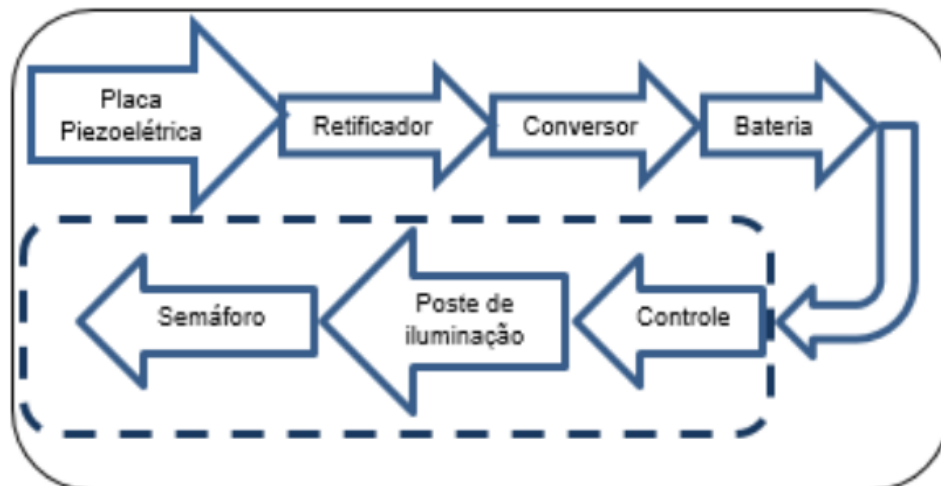 Placa
Piezoelétrica
Retificador
Conversor
Bateria
Controle
Poste de
iluminação
Semáforo